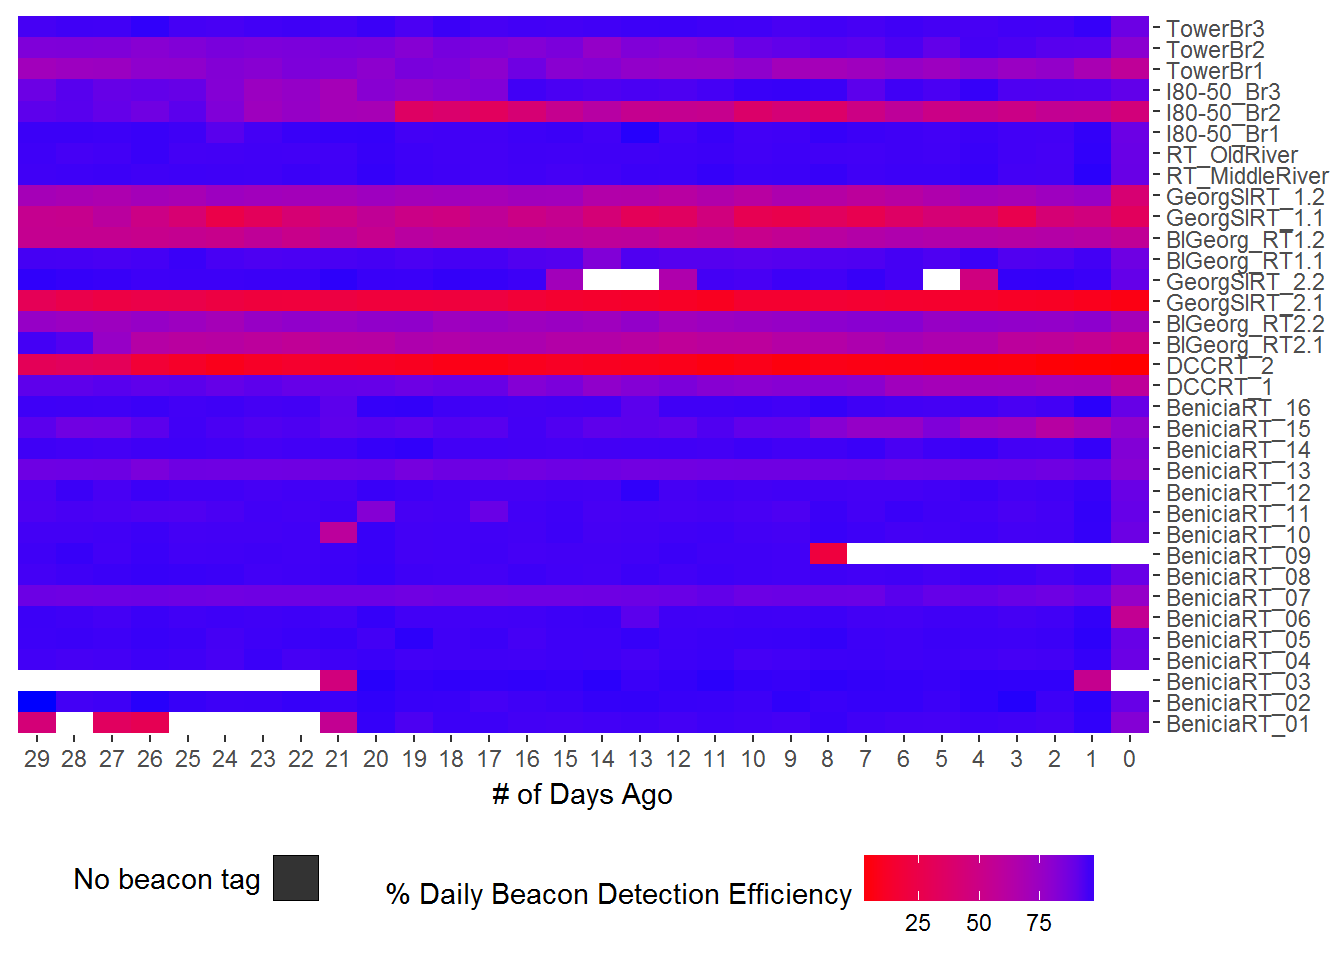 TowerBr3
TowerBr2
TowerBr1
I80-50_Br3
I80-50_Br2
I80-50_Br1
RT_OldRiver
RT_MiddleRiver
GeorgSlRT_1.2
GeorgSlRT_1.1
BlGeorg_RT1.2
BlGeorg_RT1.1
GeorgSlRT_2.2
GeorgSlRT_2.1
BlGeorg_RT2.2
BlGeorg_RT2.1
DCCRT_2
DCCRT_1
BeniciaRT_16
BeniciaRT_15
BeniciaRT_14
BeniciaRT_13
BeniciaRT_12
BeniciaRT_11
BeniciaRT_10
BeniciaRT_09
BeniciaRT_08
BeniciaRT_07
BeniciaRT_06
BeniciaRT_05
BeniciaRT_04
BeniciaRT_03
BeniciaRT_02
BeniciaRT_01
29 28 27 26 25 24 23 22 21 20 19 18 17 16 15 14 13 12 11 10 9 8 7 6 5 4 3 2 1 0
# of Days Ago
No beacon tag
% Daily Beacon Detection Efficiency
25 50 75